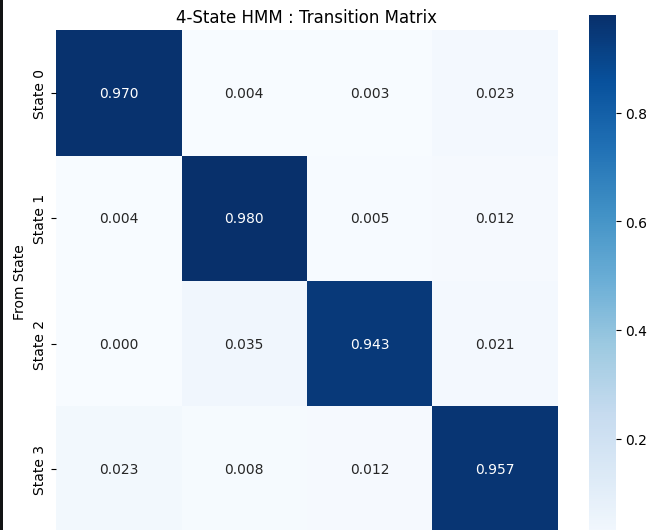 4-State HMM : Transition Matrix
State 0
0.970 0.004 0.003 0.023
State 1
0.004 0.980 0.005 0.012
From State
State 2
0.000 0.035 0.943 0.021
State 3
0.023 0.008 0.012 0.957
0.8
0.6
0.4
0.2